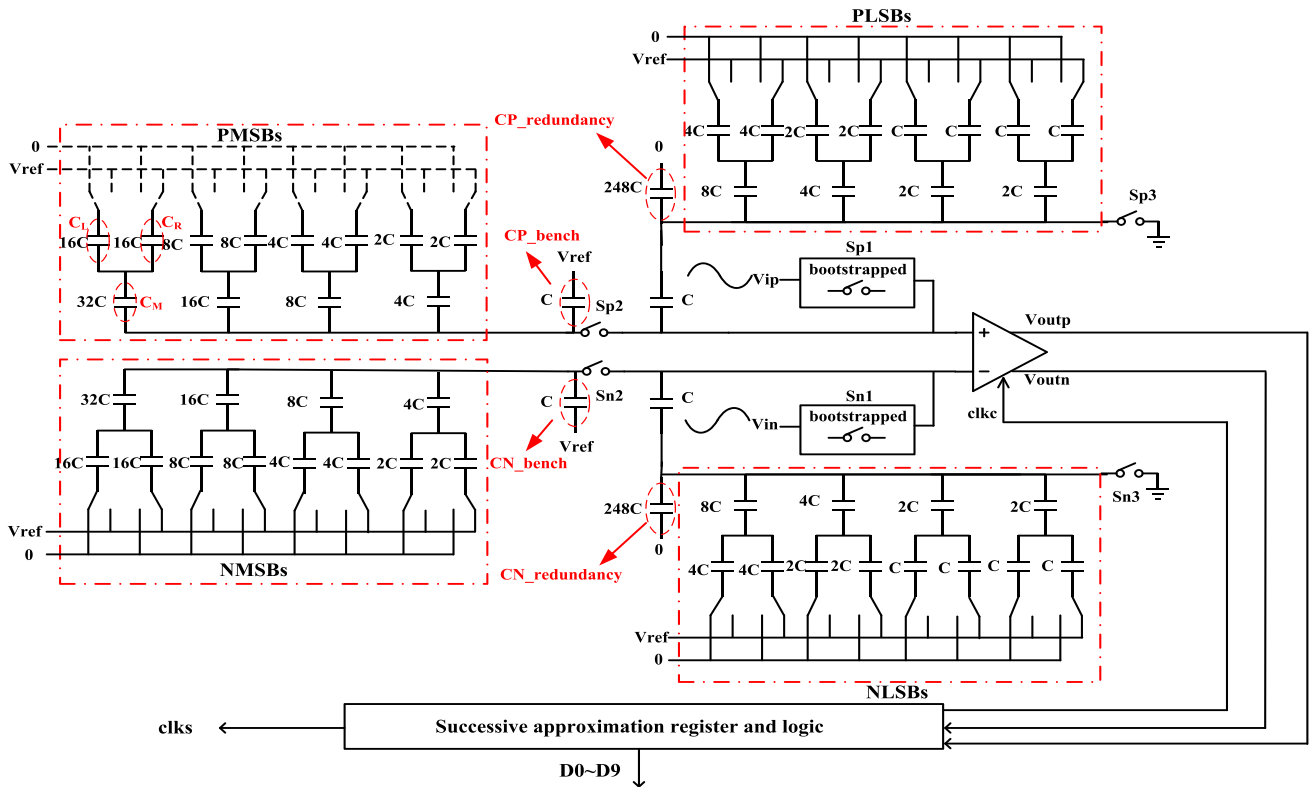 PLSBs
0
Vref
4C 4C 2C 2C C C C C
8C 4C 2C 2C
Sp3
CP_redundancy
0
248C
PMSBs
0
Vref
CL CR
16C 16C 8C 8C 4C 4C 2C 2C
32C CM 16C 8C 4C
CP_bench
Vref
C
Sp2
C
Vip
Sp1
bootstrapped
+
−
Voutp
Voutn
clkc
32C 16C 8C 4C
16C 16C 8C 8C 4C 4C 2C 2C
Vref
0
NMSBs
Sn2
C
Vref
CN_bench
C
Vin
Sn1
bootstrapped
248C
0
CN_redundancy
Sn3
8C 4C 2C 2C
4C 4C 2C 2C C C C C
Vref
0
NLSBs
clks
Successive approximation register and logic
D0~D9